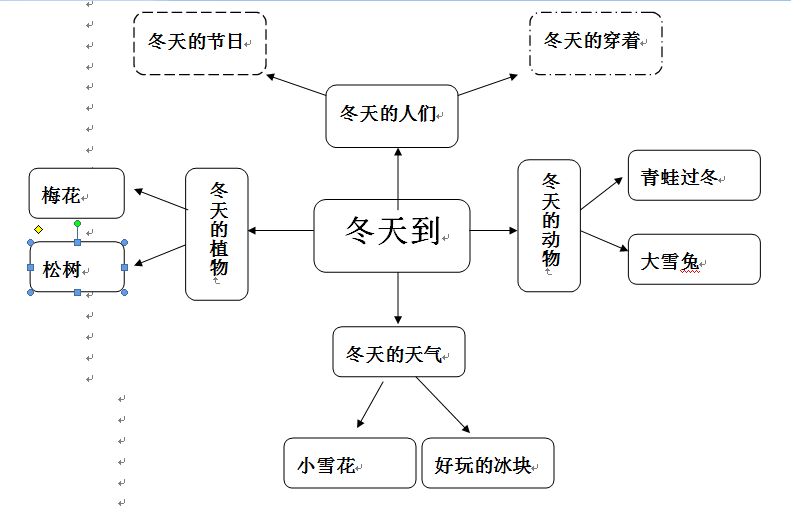 冬天的节日
冬天的穿着
冬天的人们
梅花
松树
冬天的植物
冬天到
冬天的动物
青蛙过冬
大雪兔
冬天的天气
小雪花
好玩的冰块